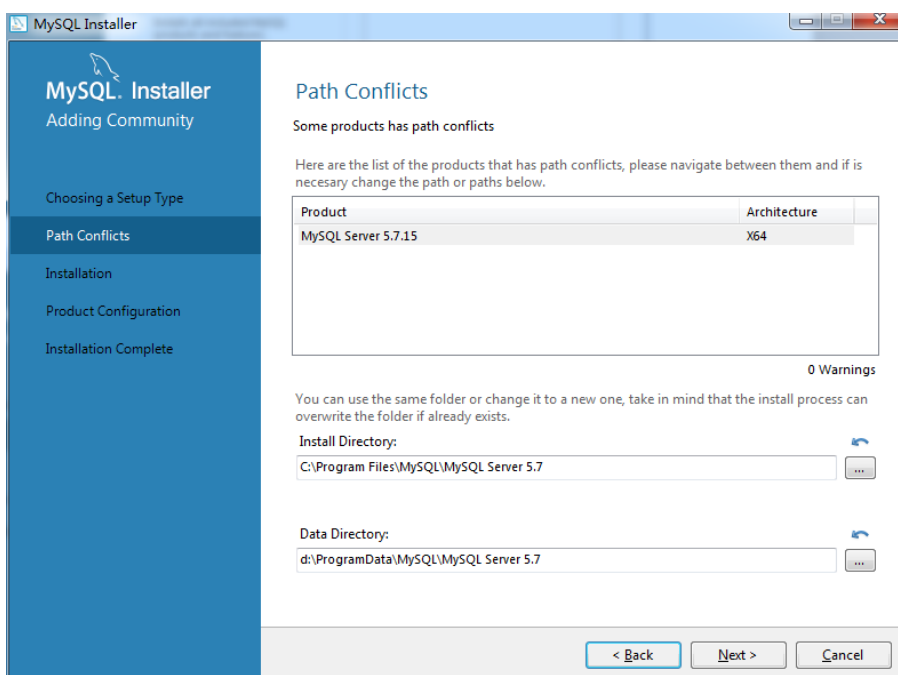 MySQL Installer
MySQL. Installer
Adding Community
Choosing a Setup Type
Path Conflicts
Installation
Product Configuration
Installation Complete
Path Conflicts
Some products has path conflicts
Here are the list of the products that has path conflicts, please navigate between them and if is
necesary change the path or paths below.
Product Architecture
MySQL Server 5.7.15 X64
0 Warnings
You can use the same folder or change it to a new one, take in mind that the install process can
overwrite the folder if already exists.
Install Directory:
C:\Program Files\MySQL\MySQL Server 5.7
...
Data Directory:
d:\ProgramData\MySQL\MySQL Server 5.7
...
< Back Next > Cancel